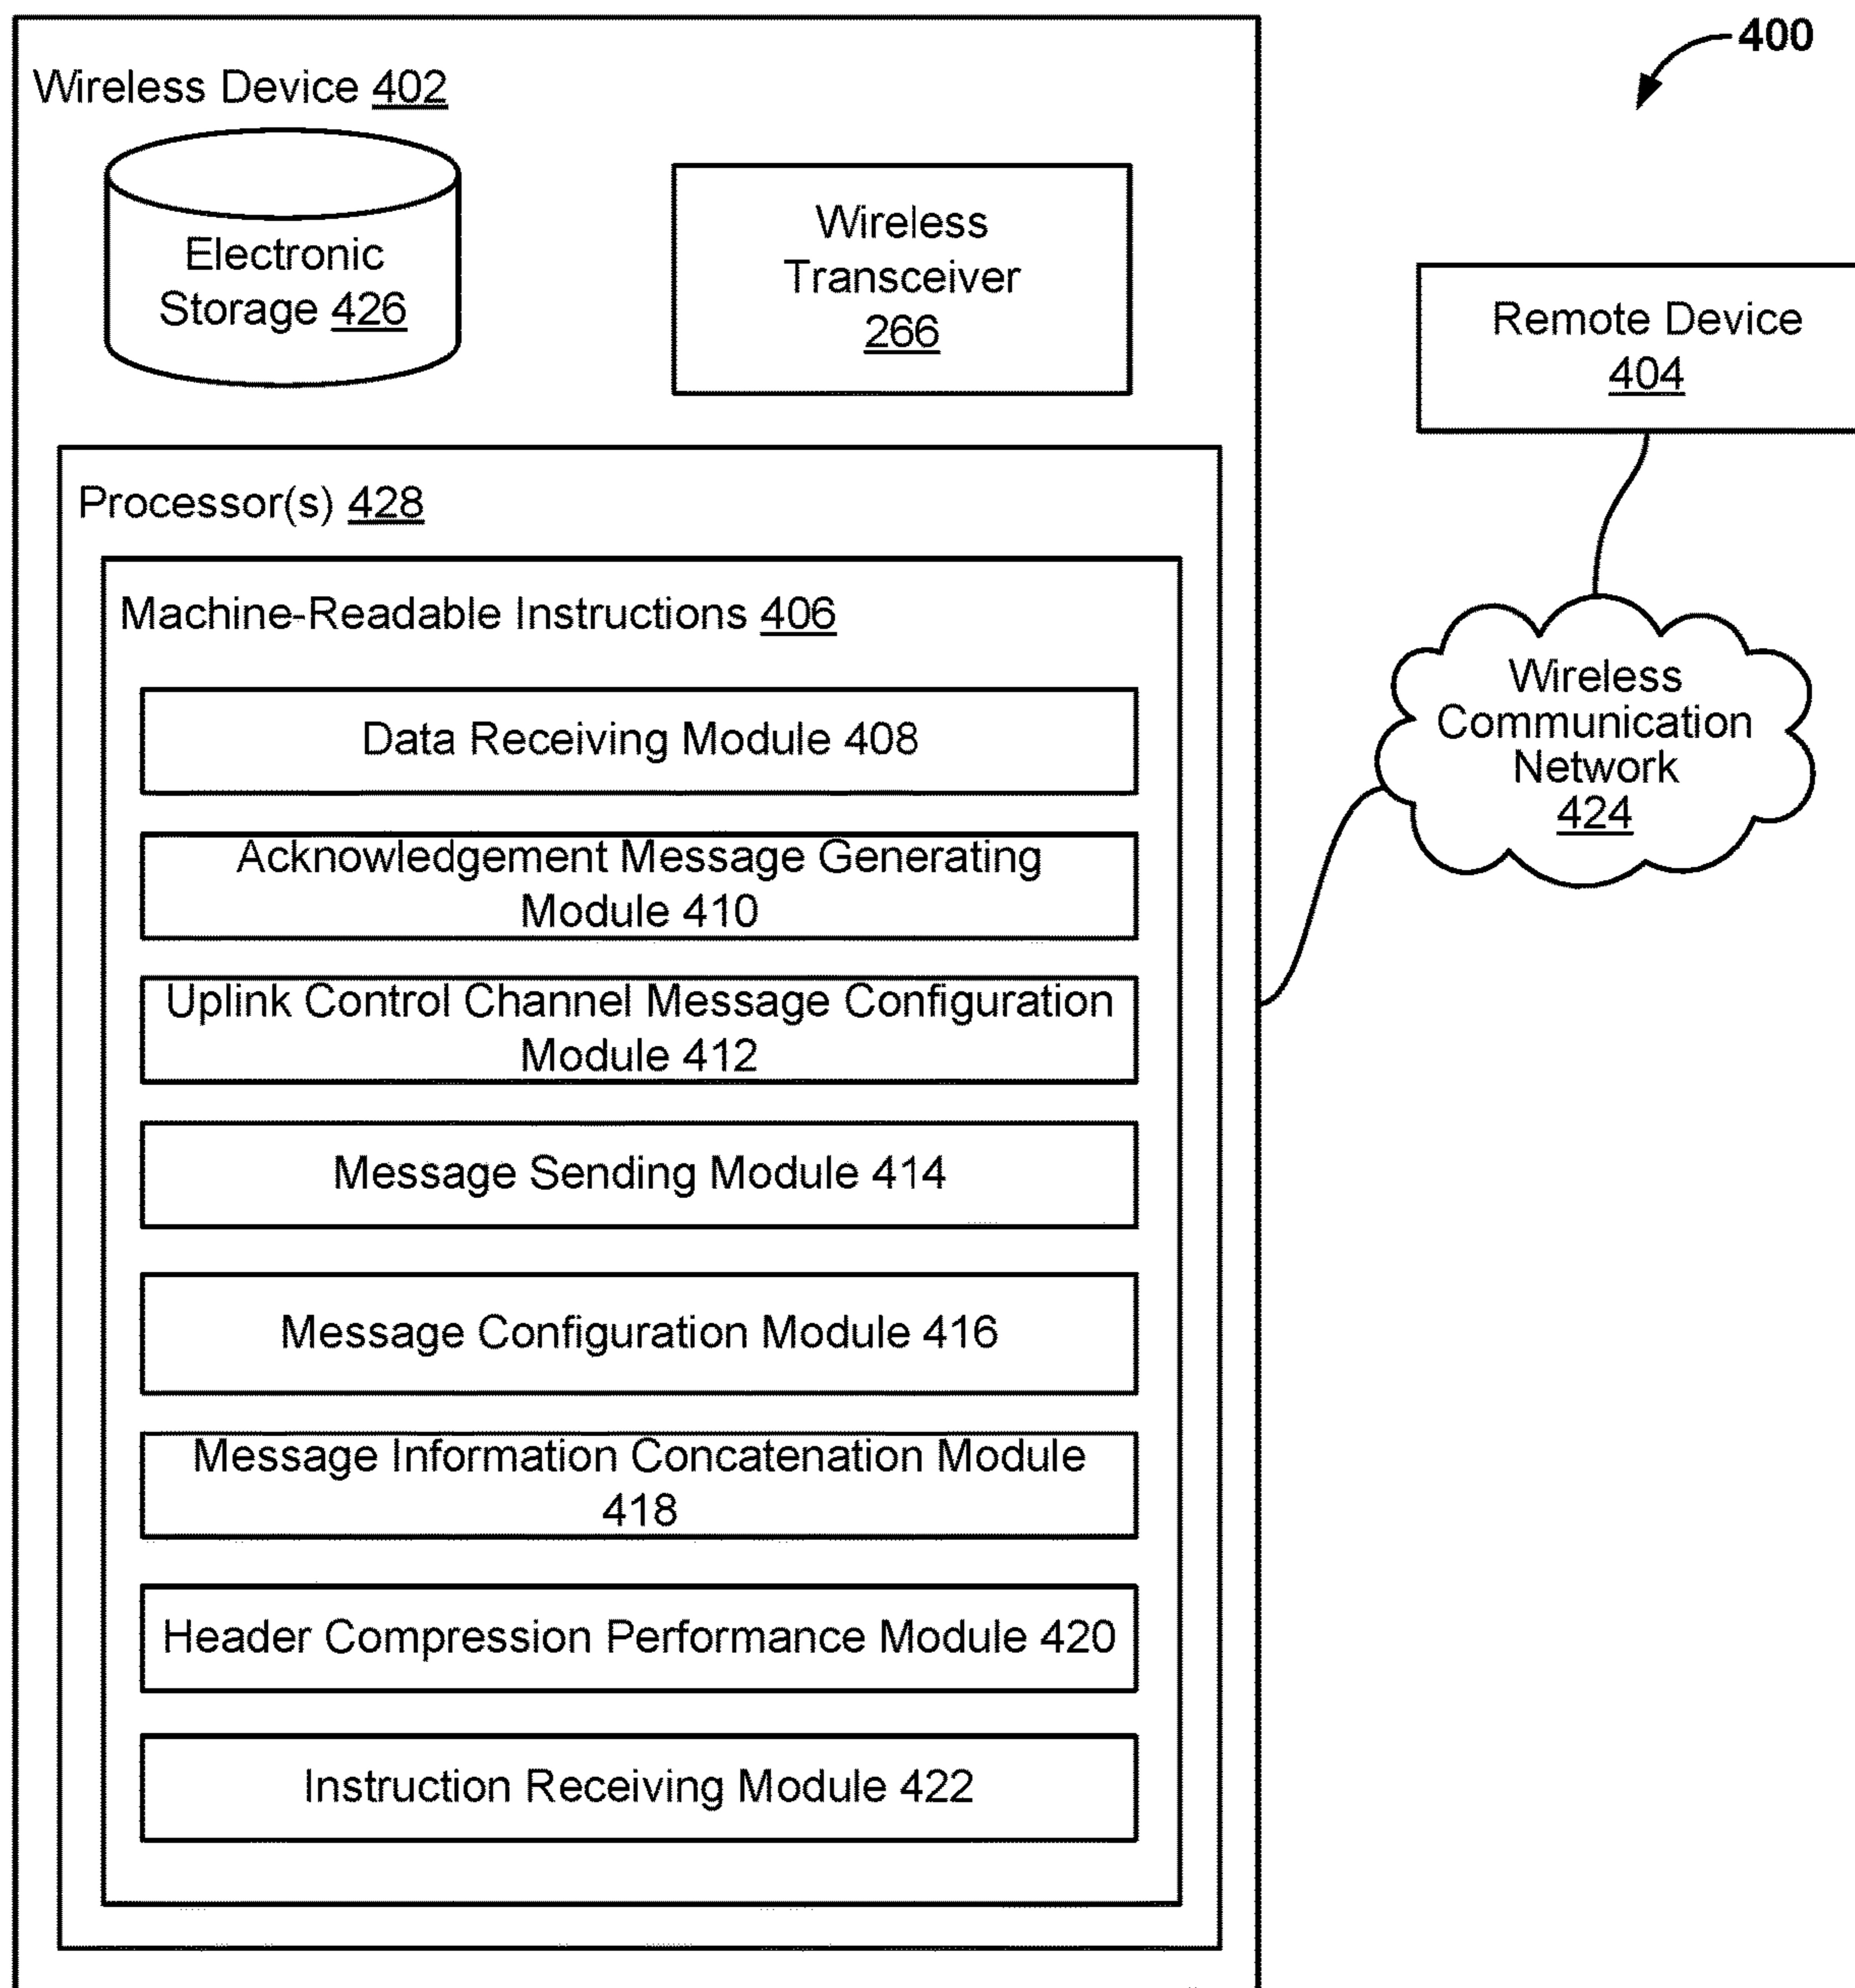 400
Wireless Device 402
Electronic
Storage 426
Wireless
Transceiver
266
Remote Device
404
Processor(s) 428
Machine-Readable Instructions 406
Data Receiving Module 408
Acknowledgement Message Generating
Module 410
Uplink Control Channel Message Configuration
Module 412
Message Sending Module 414
Message Configuration Module 416
Message Information Concatenation Module
418
Header Compression Performance Module 420
Instruction Receiving Module 422
Wireless
Communication
Network
424